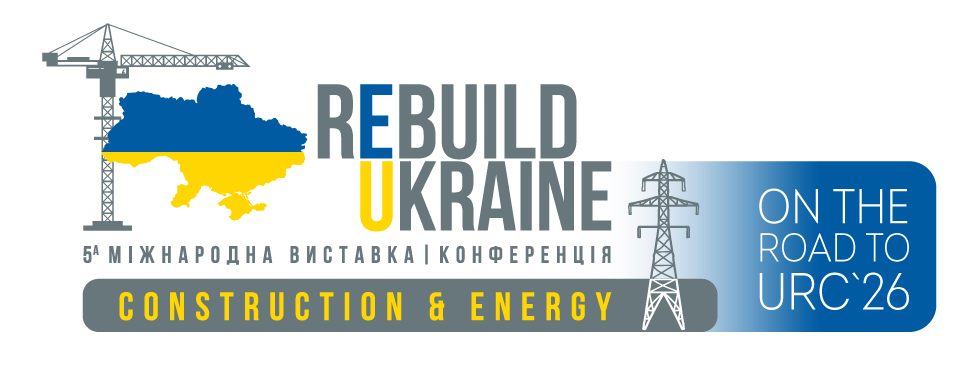 REBUILD
UKRAINE
5А МІЖНАРОДНА ВИСТАВКА | КОНФЕРЕНЦІЯ
CONSTRUCTION & ENERGY
ON THE
ROAD TO
URC`26